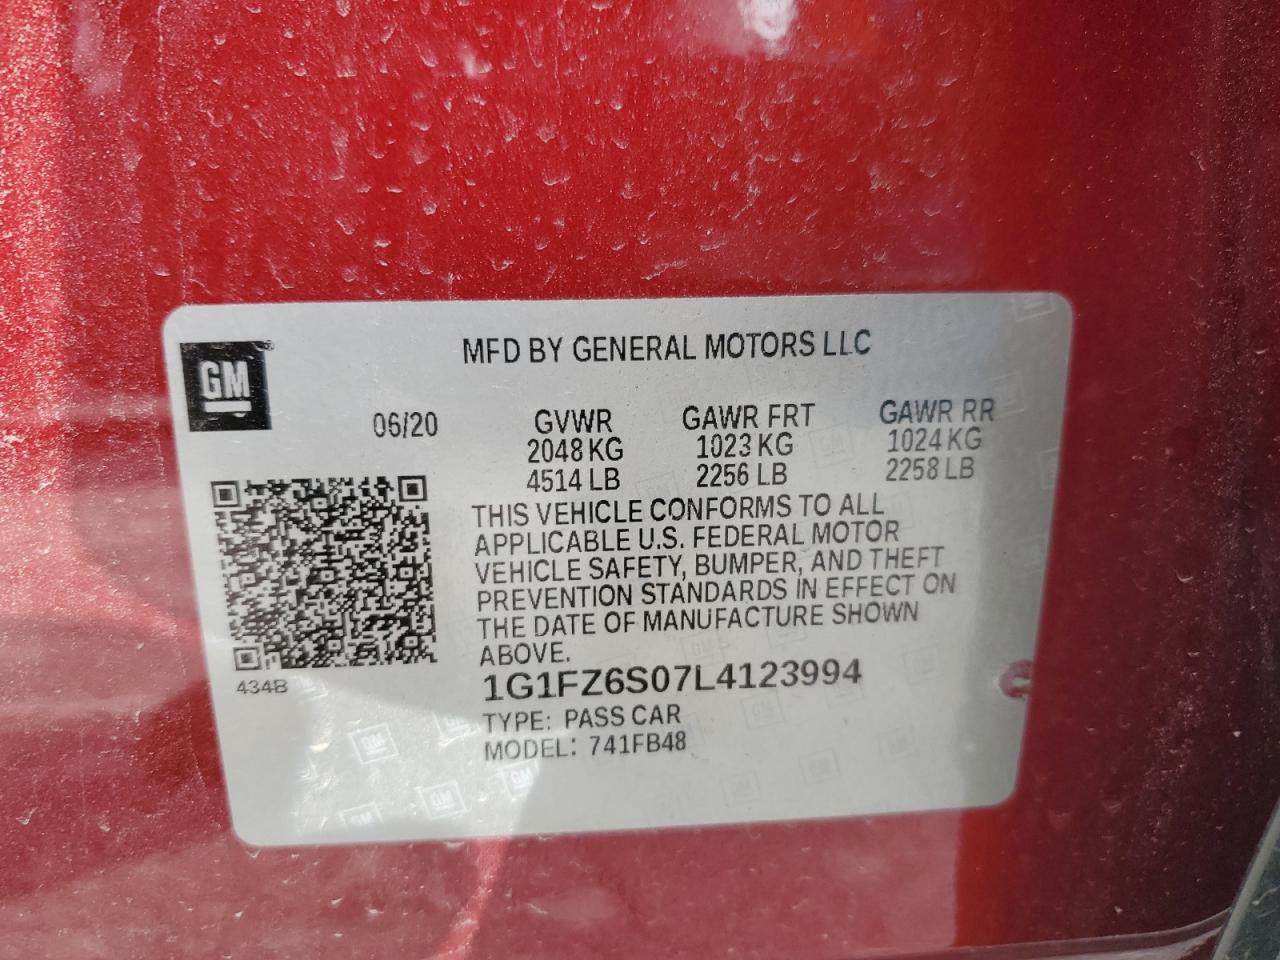 MFD BY GENERAL MOTORS LLC
GM
06/20 GVWR GAWR FRT GAWR RR
2048 KG 1023 KG 1024 KG
4514 LB 2256 LB 2258 LB
THIS VEHICLE CONFORMS TO ALL
APPLICABLE U.S. FEDERAL MOTOR
VEHICLE SAFETY, BUMPER, AND THEFT
PREVENTION STANDARDS IN EFFECT ON
THE DATE OF MANUFACTURE SHOWN
ABOVE.
434B
1G1FZ6S07L4123994
TYPE: PASS CAR
MODEL: 741FB48